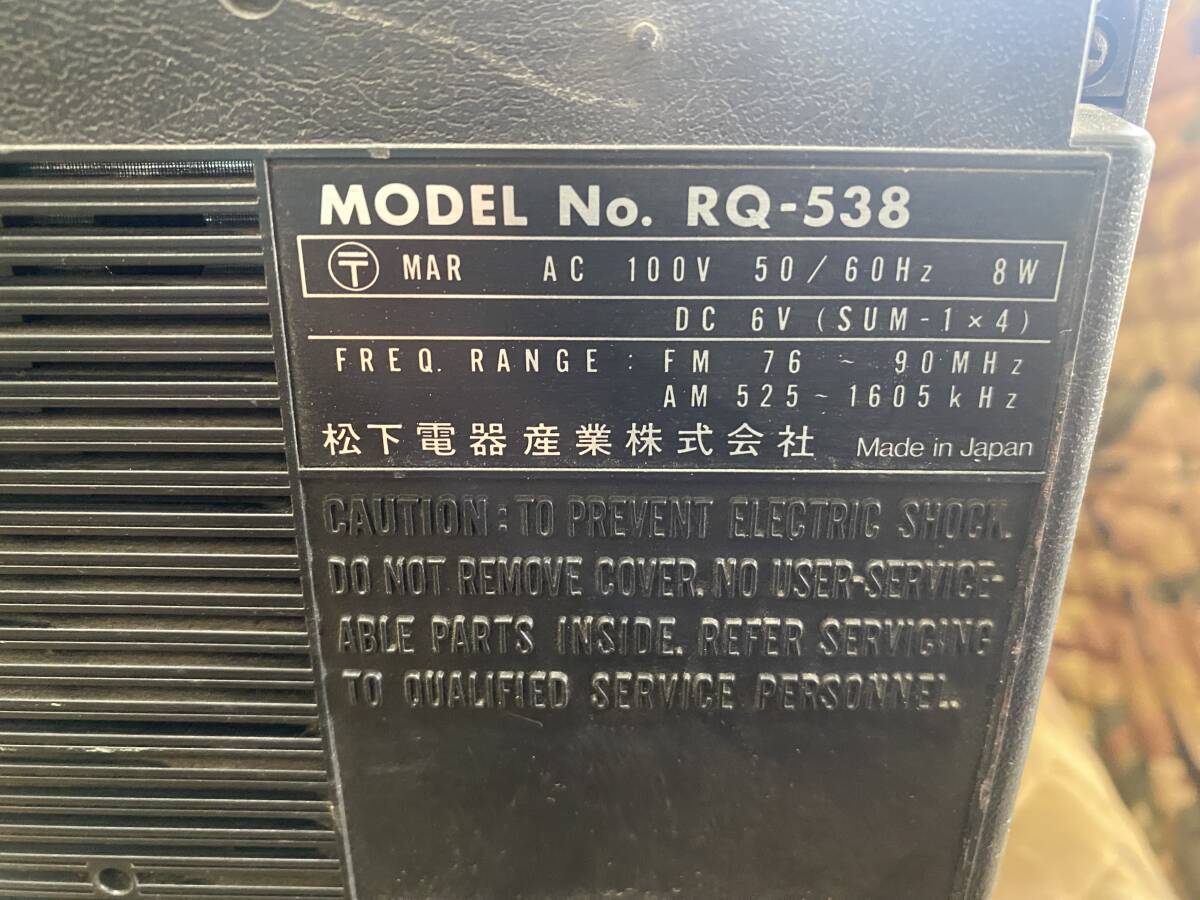 MODEL No. RQ-538
〒 MAR AC 100V 50/60Hz 8W
DC 6V (SUM-1×4)
FREQ. RANGE : FM 76 ~ 90MHz
AM 525~1605kHz
松下電器産業株式会社 Made in Japan
CAUTION : TO PREVENT ELECTRIC SHOCK.
DO NOT REMOVE COVER. NO USER-SERVICE-
ABLE PARTS INSIDE. REFER SERVICING
TO QUALIFIED SERVICE PERSONNEL.